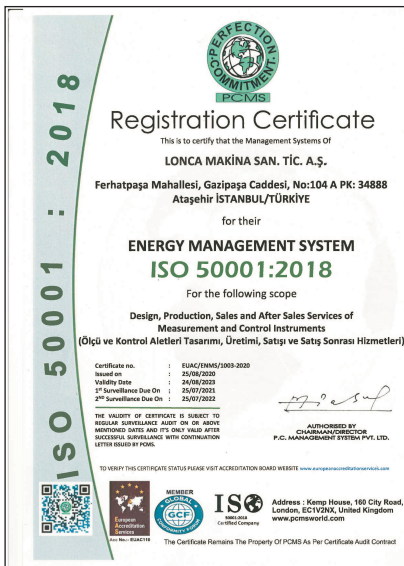 ISO 50001 : 2018
PERFECTION
COMMITMENT
PCMS
Registration Certificate
This is to certify that the Management Systems Of
LONCA MAKİNA SAN. TİC. A.Ş.
Ferhatpaşa Mahallesi, Gazipaşa Caddesi, No:104 A PK: 34888
Ataşehir İSTANBUL/TÜRKİYE
for their
ENERGY MANAGEMENT SYSTEM
ISO 50001:2018
For the following scope
Design, Production, Sales and After Sales Services of
Measurement and Control Instruments
(Ölçü ve Kontrol Aletleri Tasarımı, Üretimi, Satışı ve Satış Sonrası Hizmetleri)
Certificate no. : EUAC/ENMS/1003-2020
Issued on : 25/08/2020
Validity Date : 24/08/2023
1st Surveillance Due On : 25/07/2021
2ND Surveillance Due On : 25/07/2022
THE VALIDITY OF CERTIFICATE IS SUBJECT TO
REGULAR SURVEILLANCE AUDIT ON OR ABOVE
MENTIONED DATES AND IT'S ONLY VALID AFTER
SUCCESSFUL SURVEILLANCE WITH CONTINUATION
LETTER ISSUED BY PCMS.
AUTHORISED BY
CHAIRMAN/DIRECTOR
P.C. MANAGEMENT SYSTEM PVT. LTD.
TO VERIFY THIS CERTIFICATE STATUS PLEASE VISIT ACCREDITATION BOARD WEBSITE www.europeanaccreditationservices.com
European
Accreditation
Services
Acc No:- EUAC110
MEMBER
GLOBAL
GCF
CONFORMITY FORUM
ISO
50001:2018
Certified Company
Address : Kemp House, 160 City Road,
London, EC1V2NX, United Kingdom
www.pcmsworld.com
The Certificate Remains The Property Of PCMS As Per Certificate Audit Contract